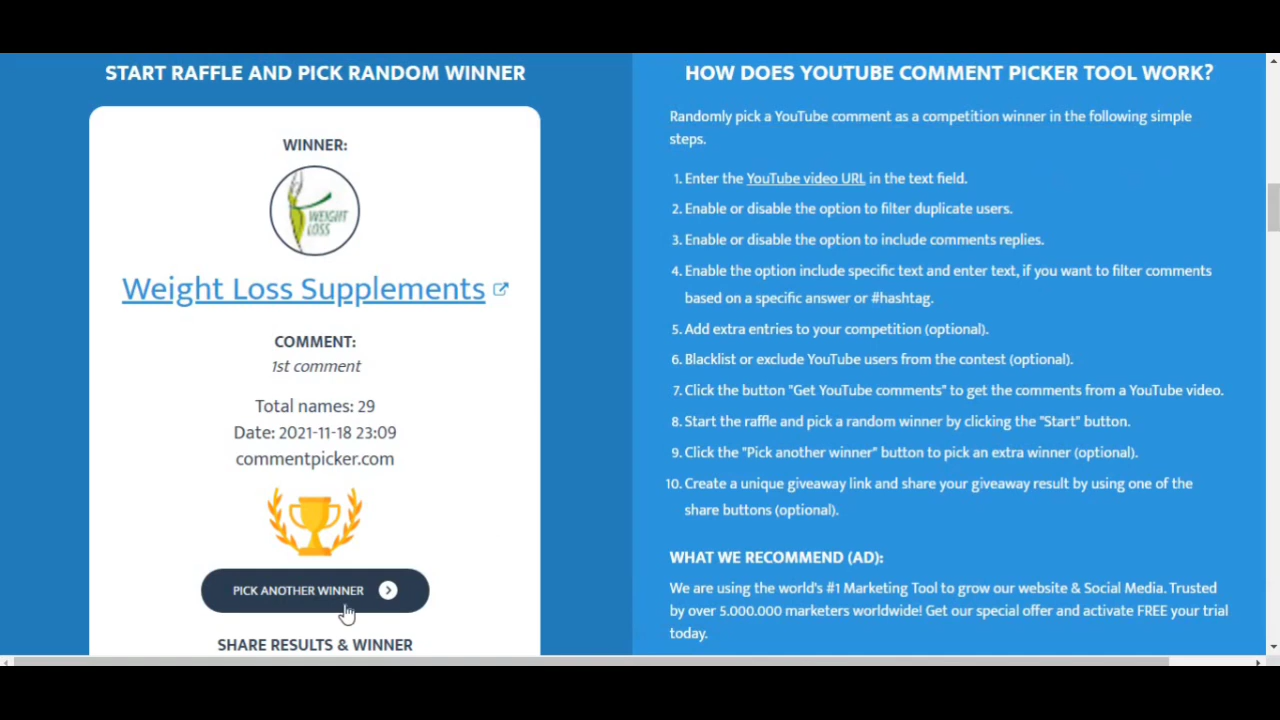 START RAFFLE AND PICK RANDOM WINNER
WINNER:
WEIGHT
LOSS
Weight Loss Supplements
COMMENT:
1st comment
Total names: 29
Date: 2021-11-18 23:09
commentpicker.com
PICK ANOTHER WINNER
SHARE RESULTS & WINNER
HOW DOES YOUTUBE COMMENT PICKER TOOL WORK?
Randomly pick a YouTube comment as a competition winner in the following simple
steps.
1. Enter the YouTube video URL in the text field.
2. Enable or disable the option to filter duplicate users.
3. Enable or disable the option to include comments replies.
4. Enable the option include specific text and enter text, if you want to filter comments
based on a specific answer or #hashtag.
5. Add extra entries to your competition (optional).
6. Blacklist or exclude YouTube users from the contest (optional).
7. Click the button "Get YouTube comments" to get the comments from a YouTube video.
8. Start the raffle and pick a random winner by clicking the "Start" button.
9. Click the "Pick another winner" button to pick an extra winner (optional).
10. Create a unique giveaway link and share your giveaway result by using one of the
share buttons (optional).
WHAT WE RECOMMEND (AD):
We are using the world's #1 Marketing Tool to grow our website & Social Media. Trusted
by over 5.000.000 marketers worldwide! Get our special offer and activate FREE your trial
today.